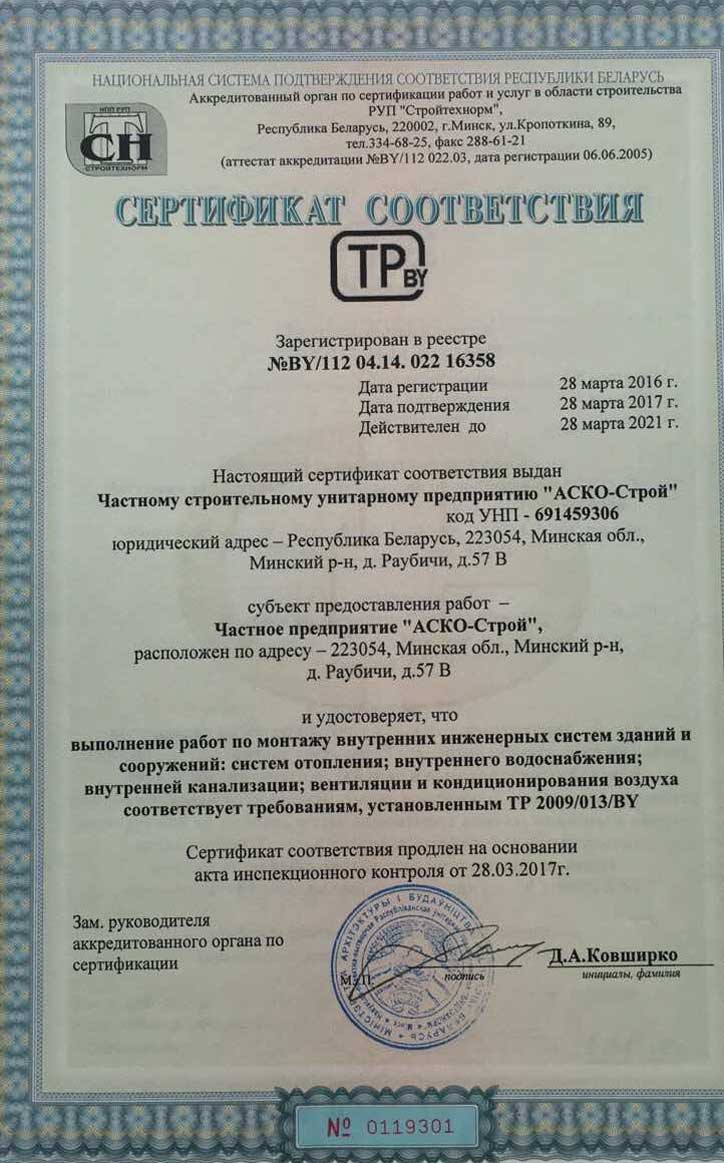 НАЦИОНАЛЬНАЯ СИСТЕМА ПОДТВЕРЖДЕНИЯ СООТВЕТСТВИЯ РЕСПУБЛИКИ БЕЛАРУСЬ
Аккредитованный орган по сертификации работ и услуг в области строительства
РУП "Стройтехнорм",
Республика Беларусь, 220002, г.Минск, ул.Кропоткина, 89,
тел.334-68-25, факс 288-61-21
(аттестат аккредитации №BY/112 022.03, дата регистрации 06.06.2005)
НПП РУП
СН
СТРОЙТЕХНОРМ
СЕРТИФИКАТ СООТВЕТСТВИЯ
ТР BY
Зарегистрирован в реестре
№BY/112 04.14. 022 16358
Дата регистрации 28 марта 2016 г.
Дата подтверждения 28 марта 2017 г.
Действителен до 28 марта 2021 г.
Настоящий сертификат соответствия выдан
Частному строительному унитарному предприятию "АСКО-Строй"
код УНП - 691459306
юридический адрес – Республика Беларусь, 223054, Минская обл.,
Минский р-н, д. Раубичи, д.57 В
субъект предоставления работ –
Частное предприятие "АСКО-Строй",
расположен по адресу – 223054, Минская обл., Минский р-н,
д. Раубичи, д.57 В
и удостоверяет, что
выполнение работ по монтажу внутренних инженерных систем зданий и
сооружений: систем отопления; внутреннего водоснабжения;
внутренней канализации; вентиляции и кондиционирования воздуха
соответствует требованиям, установленным ТР 2009/013/BY
Сертификат соответствия продлен на основании
акта инспекционного контроля от 28.03.2017г.
Зам. руководителя
аккредитованного органа по
сертификации
М.П.
подпись
Д.А.Ковширко
инициалы, фамилия
АРХІТЭКТУРЫ І БУДАЎНІЦТВА
№ 0119301